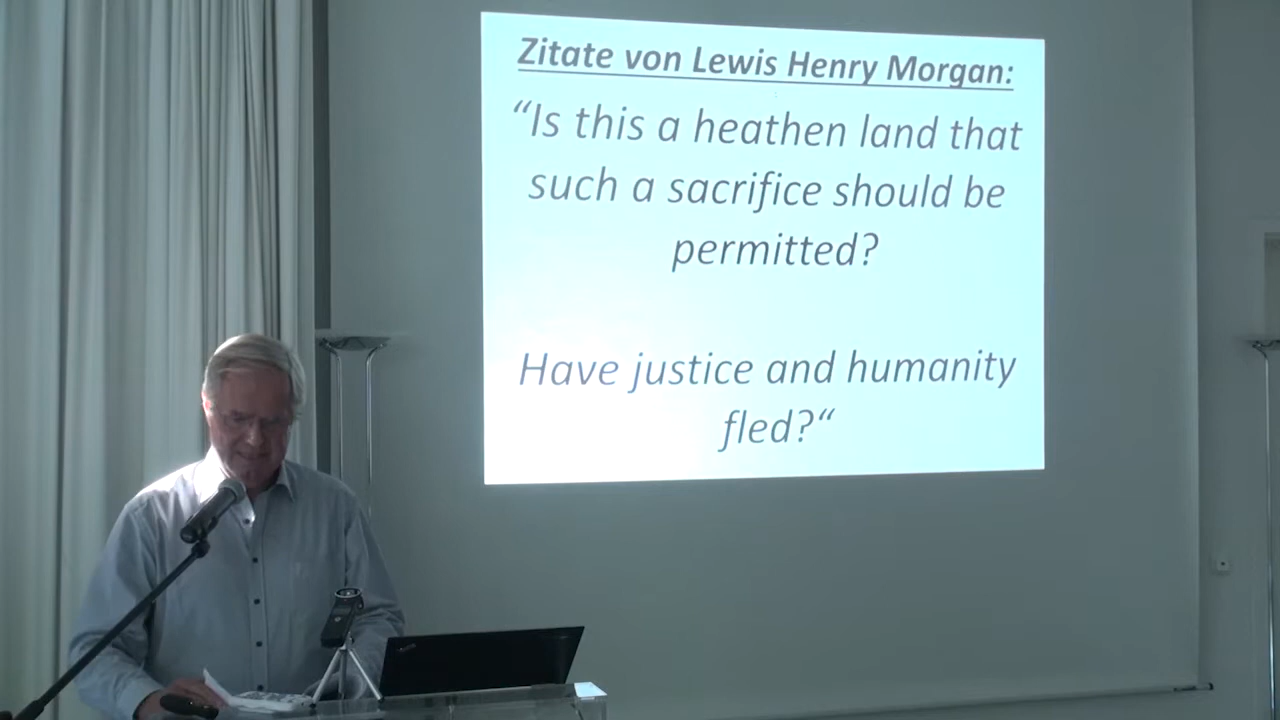 Zitate von Lewis Henry Morgan:
“Is this a heathen land that
such a sacrifice should be
permitted?
Have justice and humanity
fled?“